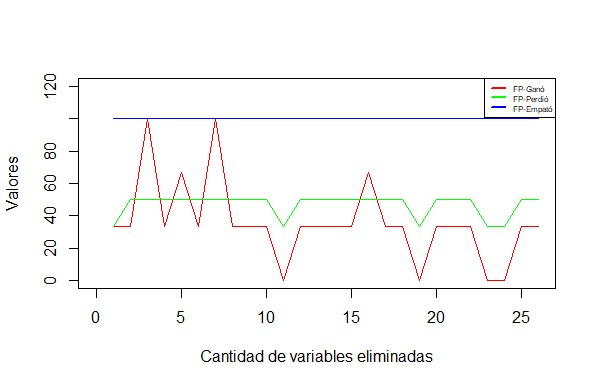 FP-Ganó
FP-Perdió
FP-Empató
Valores
120
80
60
40
20
0
0 5 10 15 20 25
Cantidad de variables eliminadas